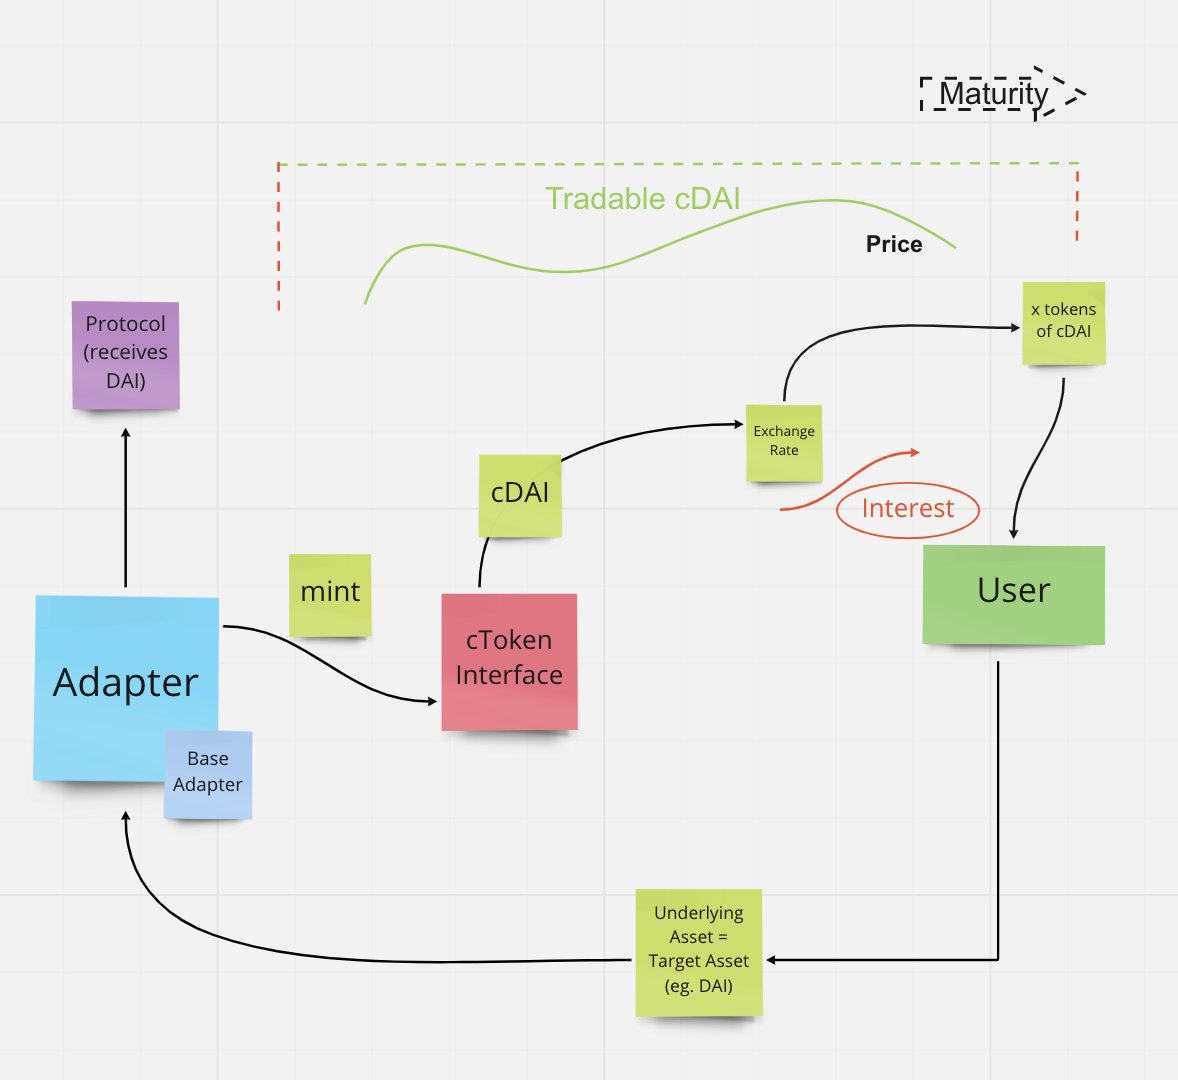 Maturity
Tradable cDAI
Price
Protocol
(receives
DAI)
x tokens
of cDAI
Exchange
Rate
cDAI
Interest
mint
User
cToken
Interface
Adapter
Base
Adapter
Underlying
Asset =
Target Asset
(eg. DAI)